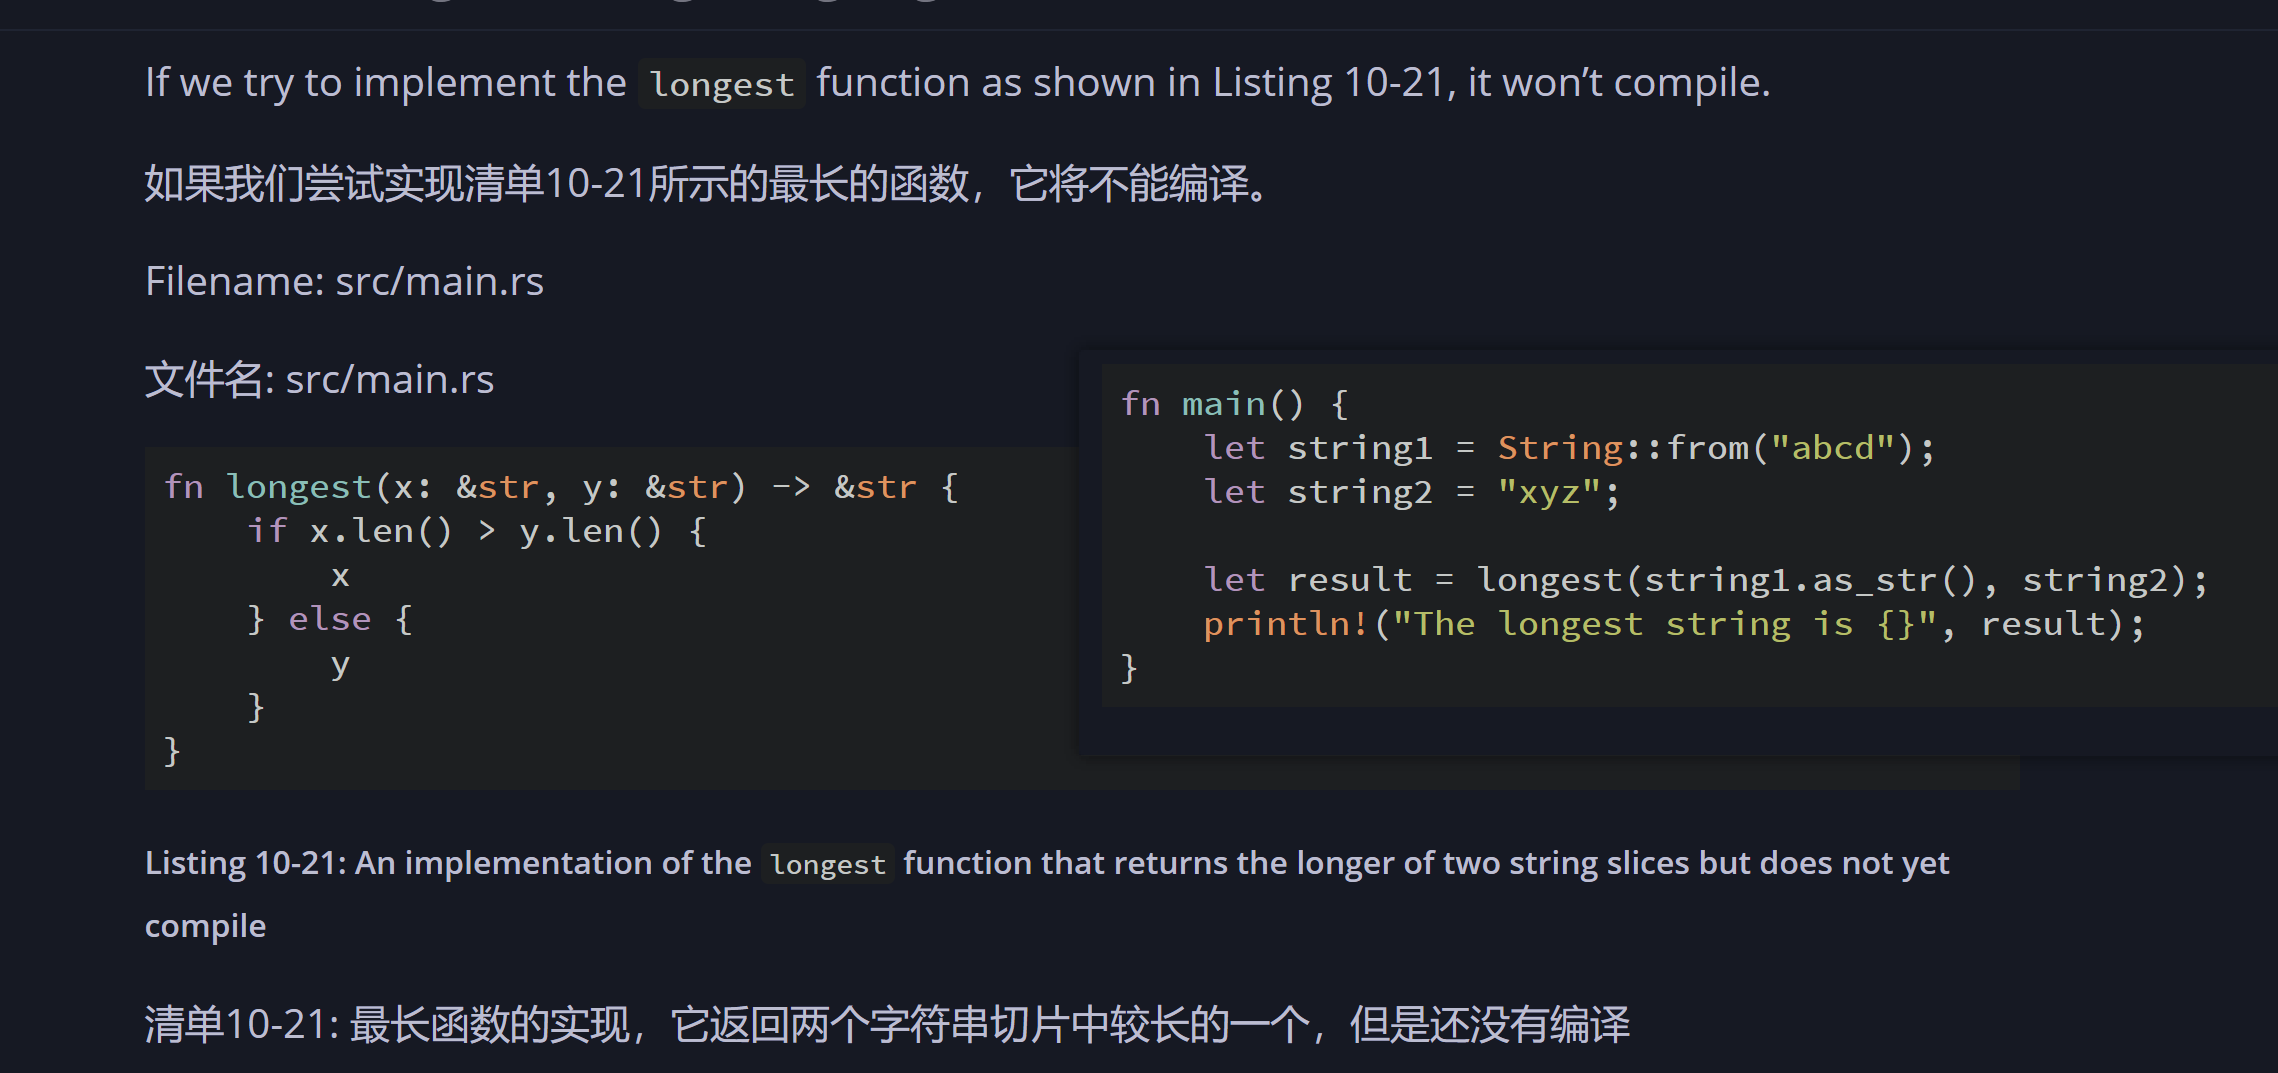 If we try to implement the longest function as shown in Listing 10-21, it won’t compile.
如果我们尝试实现清单10-21所示的最长的函数，它将不能编译。
Filename: src/main.rs
文件名: src/main.rs
fn longest(x: &str, y: &str) -> &str {
    if x.len() > y.len() {
        x
    } else {
        y
    }
}
fn main() {
    let string1 = String::from("abcd");
    let string2 = "xyz";
    let result = longest(string1.as_str(), string2);
    println!("The longest string is {}", result);
}
Listing 10-21: An implementation of the longest function that returns the longer of two string slices but does not yet
compile
清单10-21: 最长函数的实现，它返回两个字符串切片中较长的一个，但是还没有编译